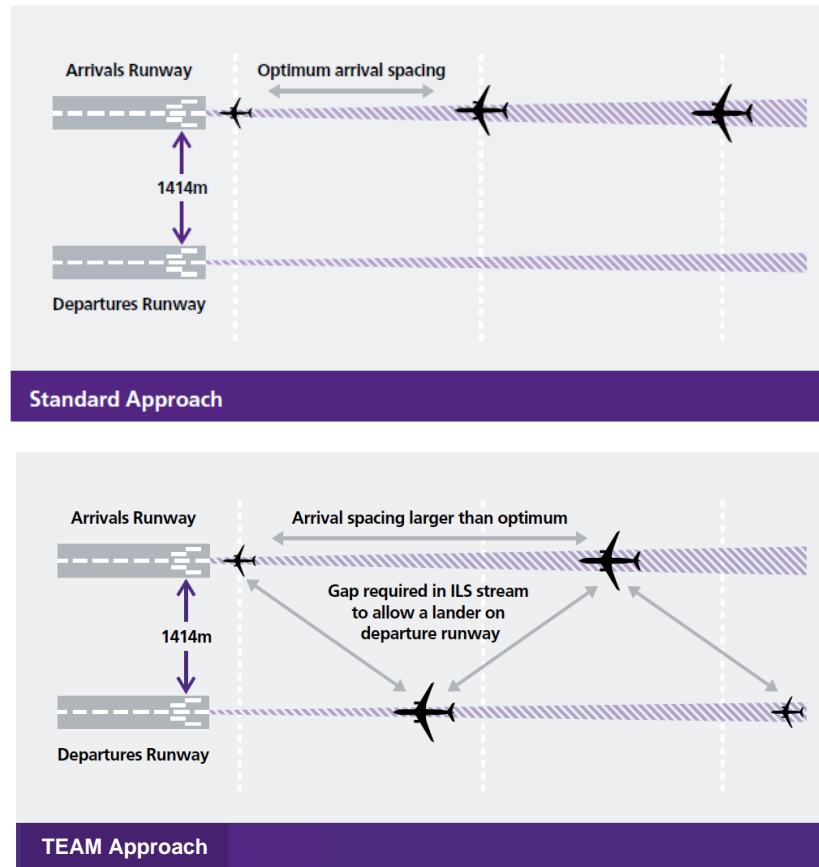 Arrivals Runway
Optimum arrival spacing
1414m
Departures Runway
Standard Approach
Arrivals Runway
Arrival spacing larger than optimum
Gap required in ILS stream
to allow a lander on
departure runway
1414m
Departures Runway
TEAM Approach